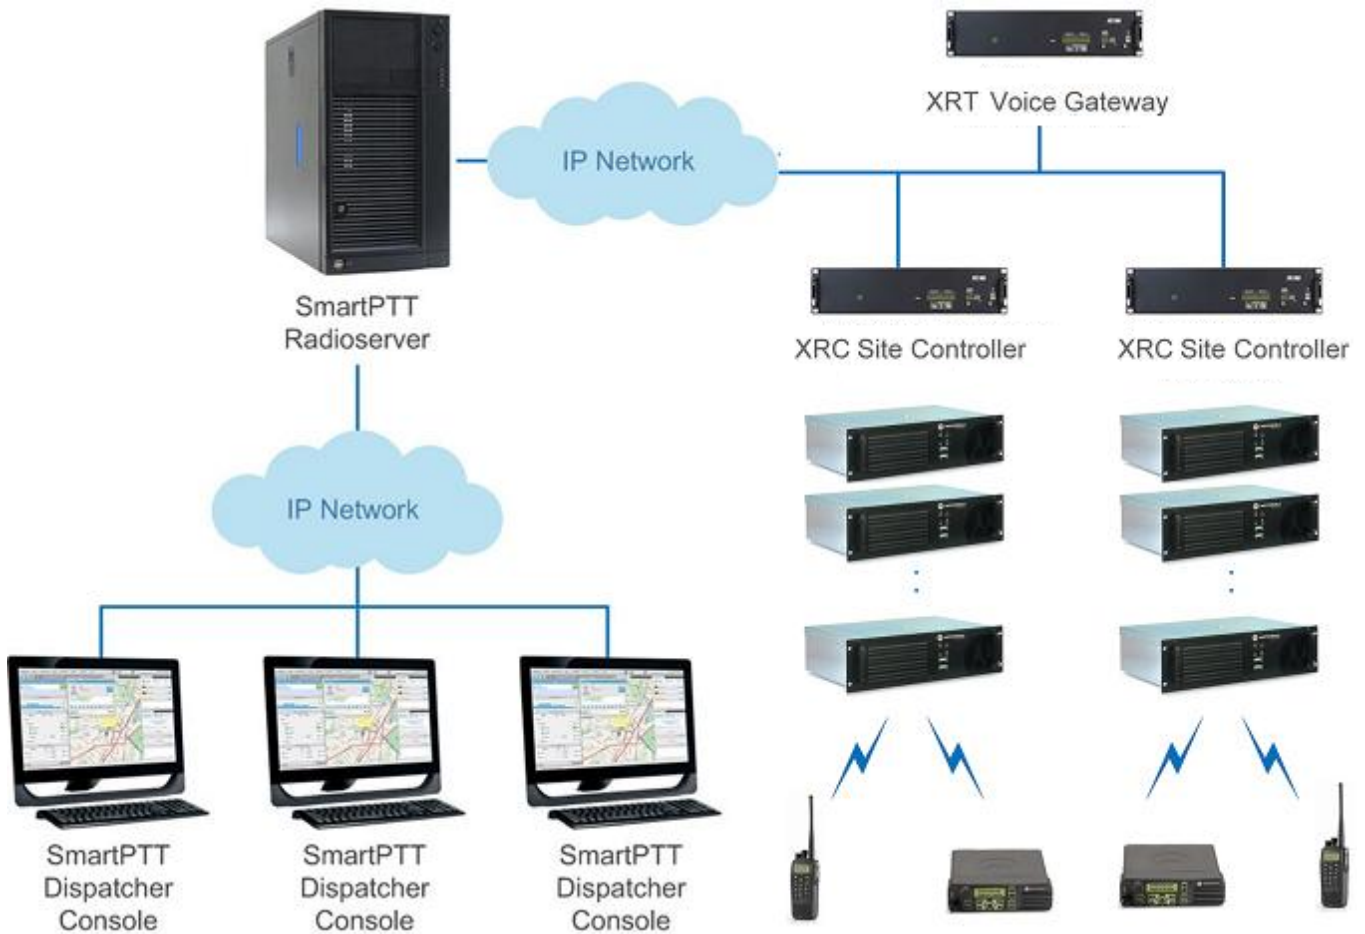 XRT Voice Gateway
IP Network
SmartPTT
Radioserver
XRC Site Controller
XRC Site Controller
IP Network
SmartPTT
Dispatcher
Console
SmartPTT
Dispatcher
Console
SmartPTT
Dispatcher
Console